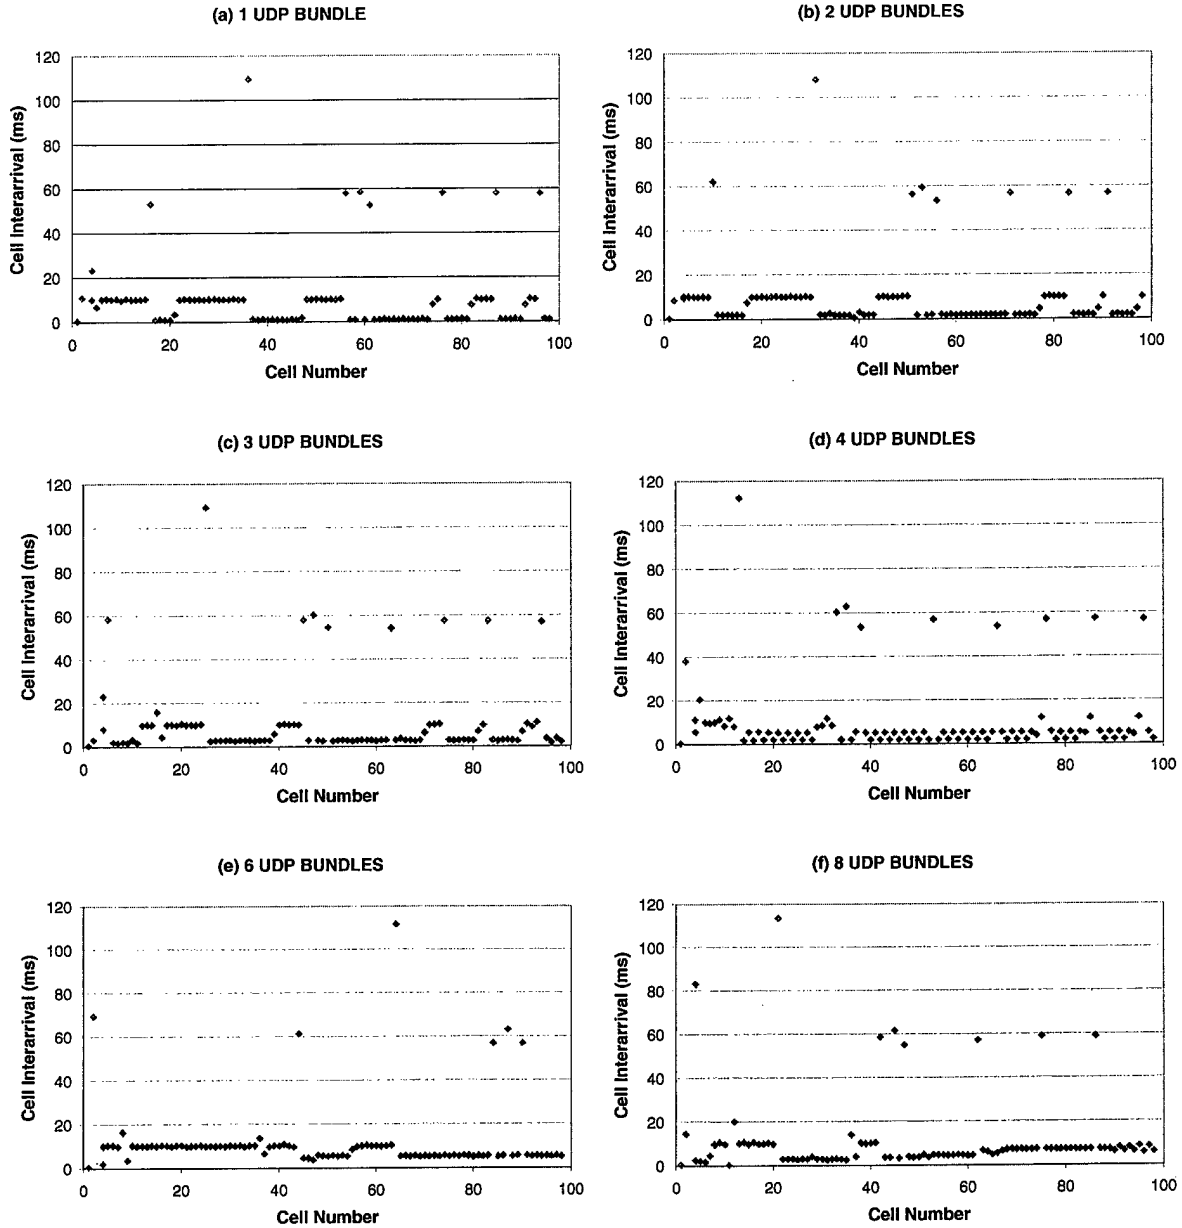 (a) 1 UDP BUNDLE
Cell Interarrival (ms)
120
100
80
60
40
20
0
0 20 40 60 80 100
Cell Number
(b) 2 UDP BUNDLES
Cell Interarrival (ms)
120
100
80
60
40
20
0
0 20 40 60 80 100
Cell Number
(c) 3 UDP BUNDLES
Cell Interarrival (ms)
120
100
80
60
40
20
0
0 20 40 60 80 100
Cell Number
(d) 4 UDP BUNDLES
Cell Interarrival (ms)
120
100
80
60
40
20
0
0 20 40 60 80 100
Cell Number
(e) 6 UDP BUNDLES
Cell Interarrival (ms)
120
100
80
60
40
20
0
0 20 40 60 80 100
Cell Number
(f) 8 UDP BUNDLES
Cell Interarrival (ms)
120
100
80
60
40
20
0
0 20 40 60 80 100
Cell Number